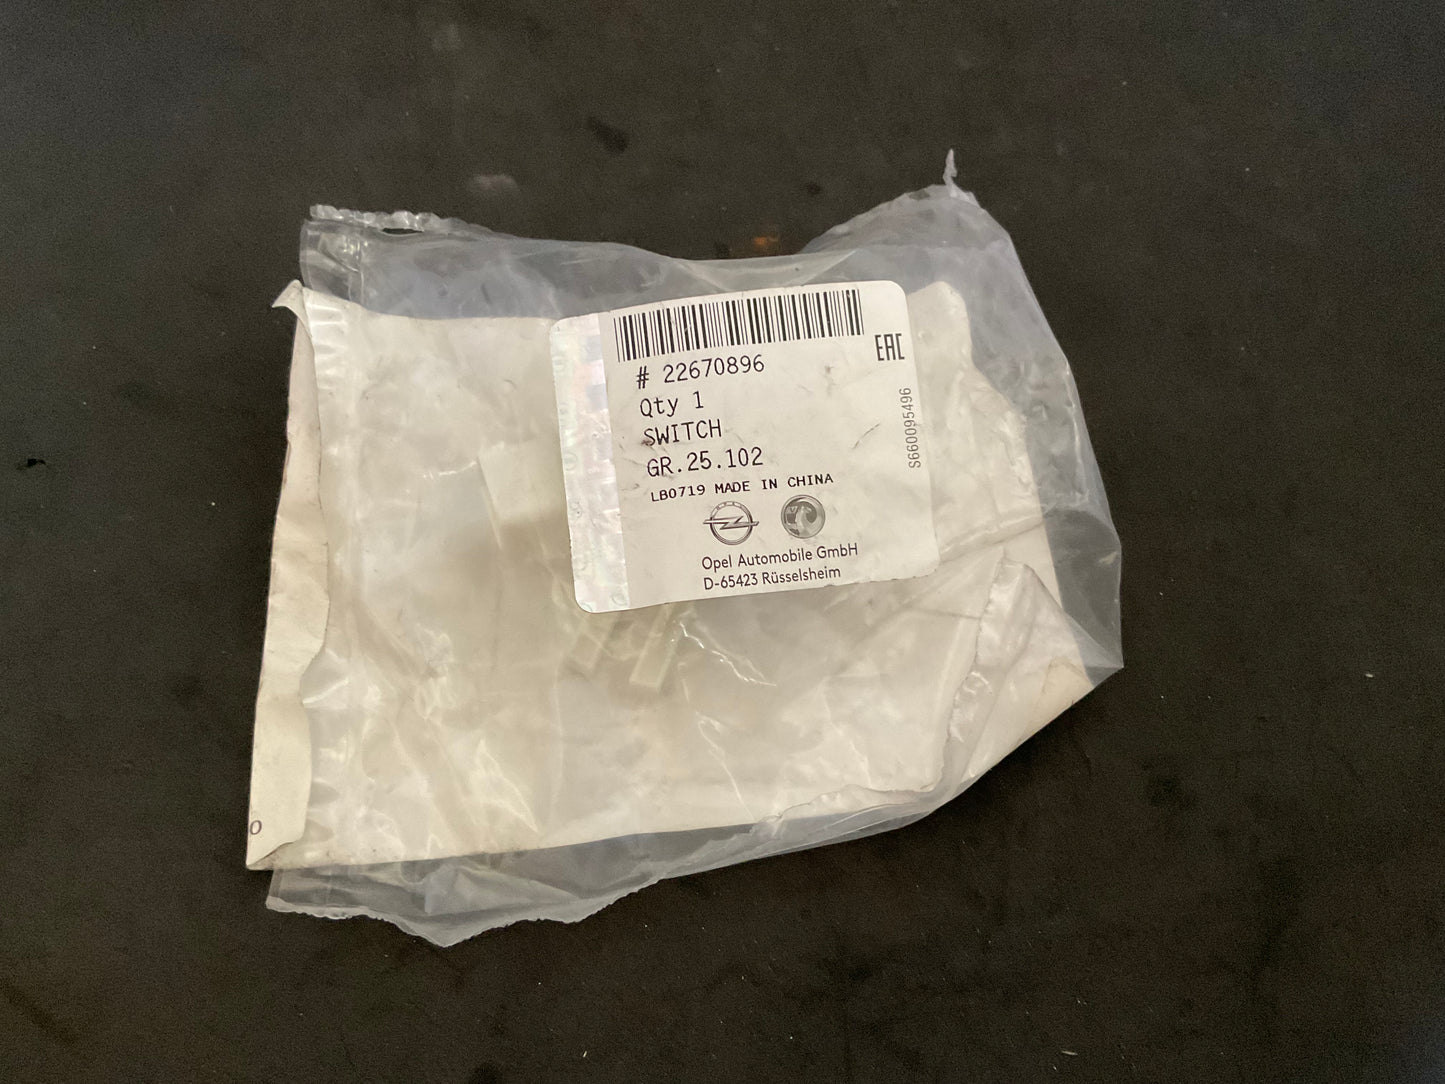 # 22670896
Qty 1
SWITCH
GR.25.102
LB0719 MADE IN CHINA
Opel Automobile GmbH
D-65423 Rüsselsheim
EAC
S660095496
O